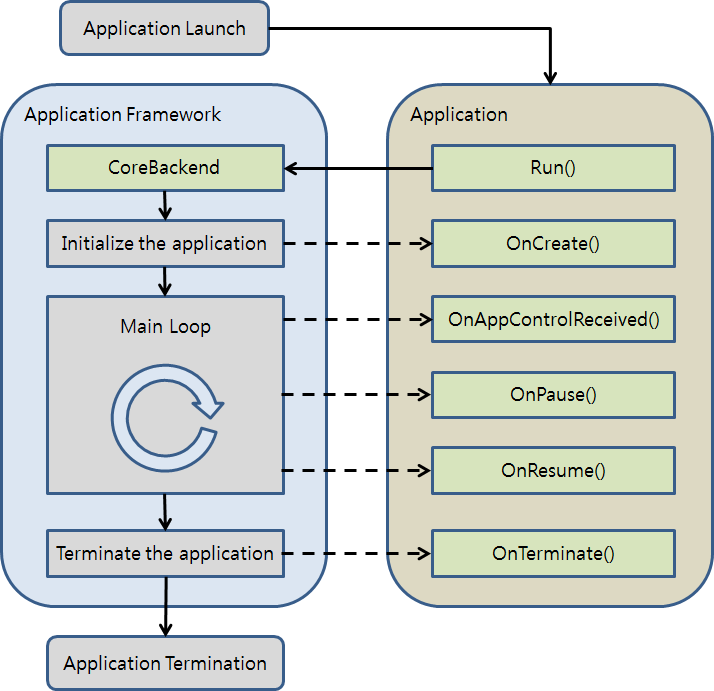 Application Launch
Application Framework
Application
CoreBackend
Run()
Initialize the application
OnCreate()
Main Loop
OnAppControlReceived()
OnPause()
OnResume()
Terminate the application
OnTerminate()
Application Termination